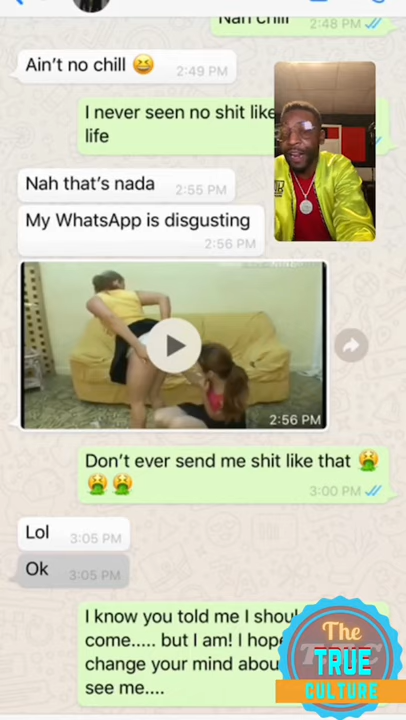 Nah chill
2:48 PM
Ain't no chill 😆
2:49 PM
I never seen no shit like
life
Nah that's nada
2:55 PM
My WhatsApp is disgusting
2:56 PM
2:56 PM
Don't ever send me shit like that 🤮
🤮🤮
3:00 PM
Lol
3:05 PM
Ok
3:05 PM
I know you told me I
come..... but I am! I
change your mind
see me....
The
TRUE
CULTURE